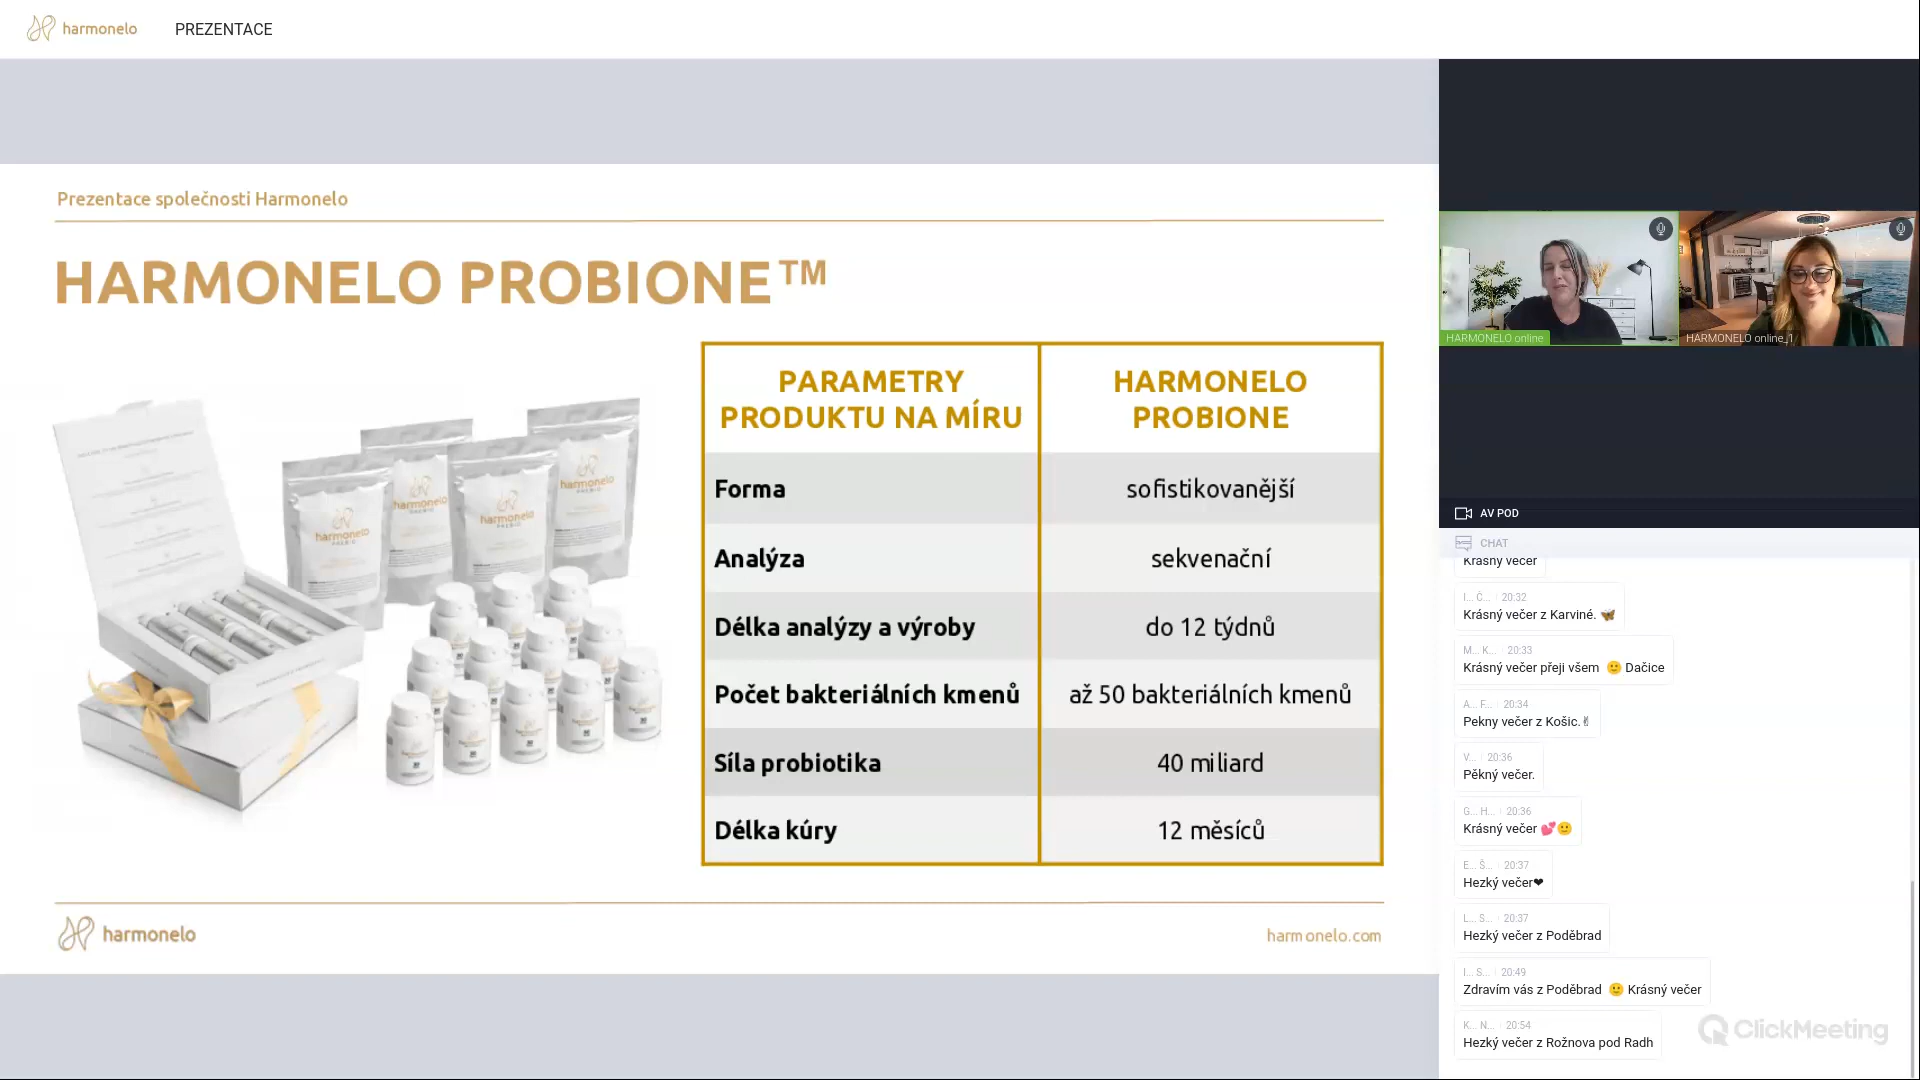 harmonelo
PREZENTACE
Prezentace společnosti Harmonelo
HARMONELO PROBIONE™
PARAMETRY
PRODUKTU NA MÍRU
HARMONELO
PROBIONE
Forma
sofistikovanější
Analýza
sekvenační
Délka analýzy a výroby
do 12 týdnů
Počet bakteriálních kmenů
až 50 bakteriálních kmenů
Síla probiotika
40 miliard
Délka kúry
12 měsíců
harmonelo
harmonelo
harmonelo
harmonelo
harmonelo
harmonelo.com
HARMONELO online
HARMONELO online_1
AV POD
CHAT
Krásný večer
I... Č... 20:32
Krásný večer z Karviné. 🦋
M... K... 20:33
Krásný večer přeji všem 🙂 Dačice
A... F... 20:34
Pekny večer z Košic.✌
V... 20:36
Pěkný večer.
G... H... 20:36
Krásný večer 💕🙂
E... Š... 20:37
Hezký večer❤
L... S... 20:37
Hezký večer z Poděbrad
I... S... 20:49
Zdravím vás z Poděbrad 🙂 Krásný večer
K... N... 20:54
Hezký večer z Rožnova pod Radh
ClickMeeting